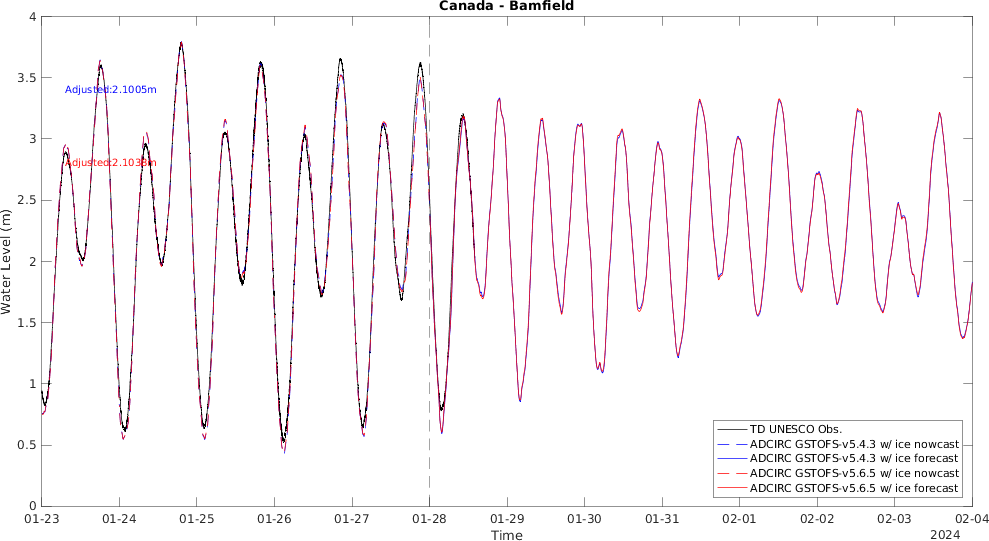 Canada - Bamfield
4
3.5
3
2.5
2
1.5
1
0.5
0
Water Level (m)
Adjusted:2.1005m
Adjusted:2.1038m
TD UNESCO Obs.
ADCIRC GSTOFS-v5.4.3 w/ ice nowcast
ADCIRC GSTOFS-v5.4.3 w/ ice forecast
ADCIRC GSTOFS-v5.6.5 w/ ice nowcast
ADCIRC GSTOFS-v5.6.5 w/ ice forecast
01-23 01-24 01-25 01-26 01-27 01-28 01-29 01-30 01-31 02-01 02-02 02-03 02-04
Time
2024